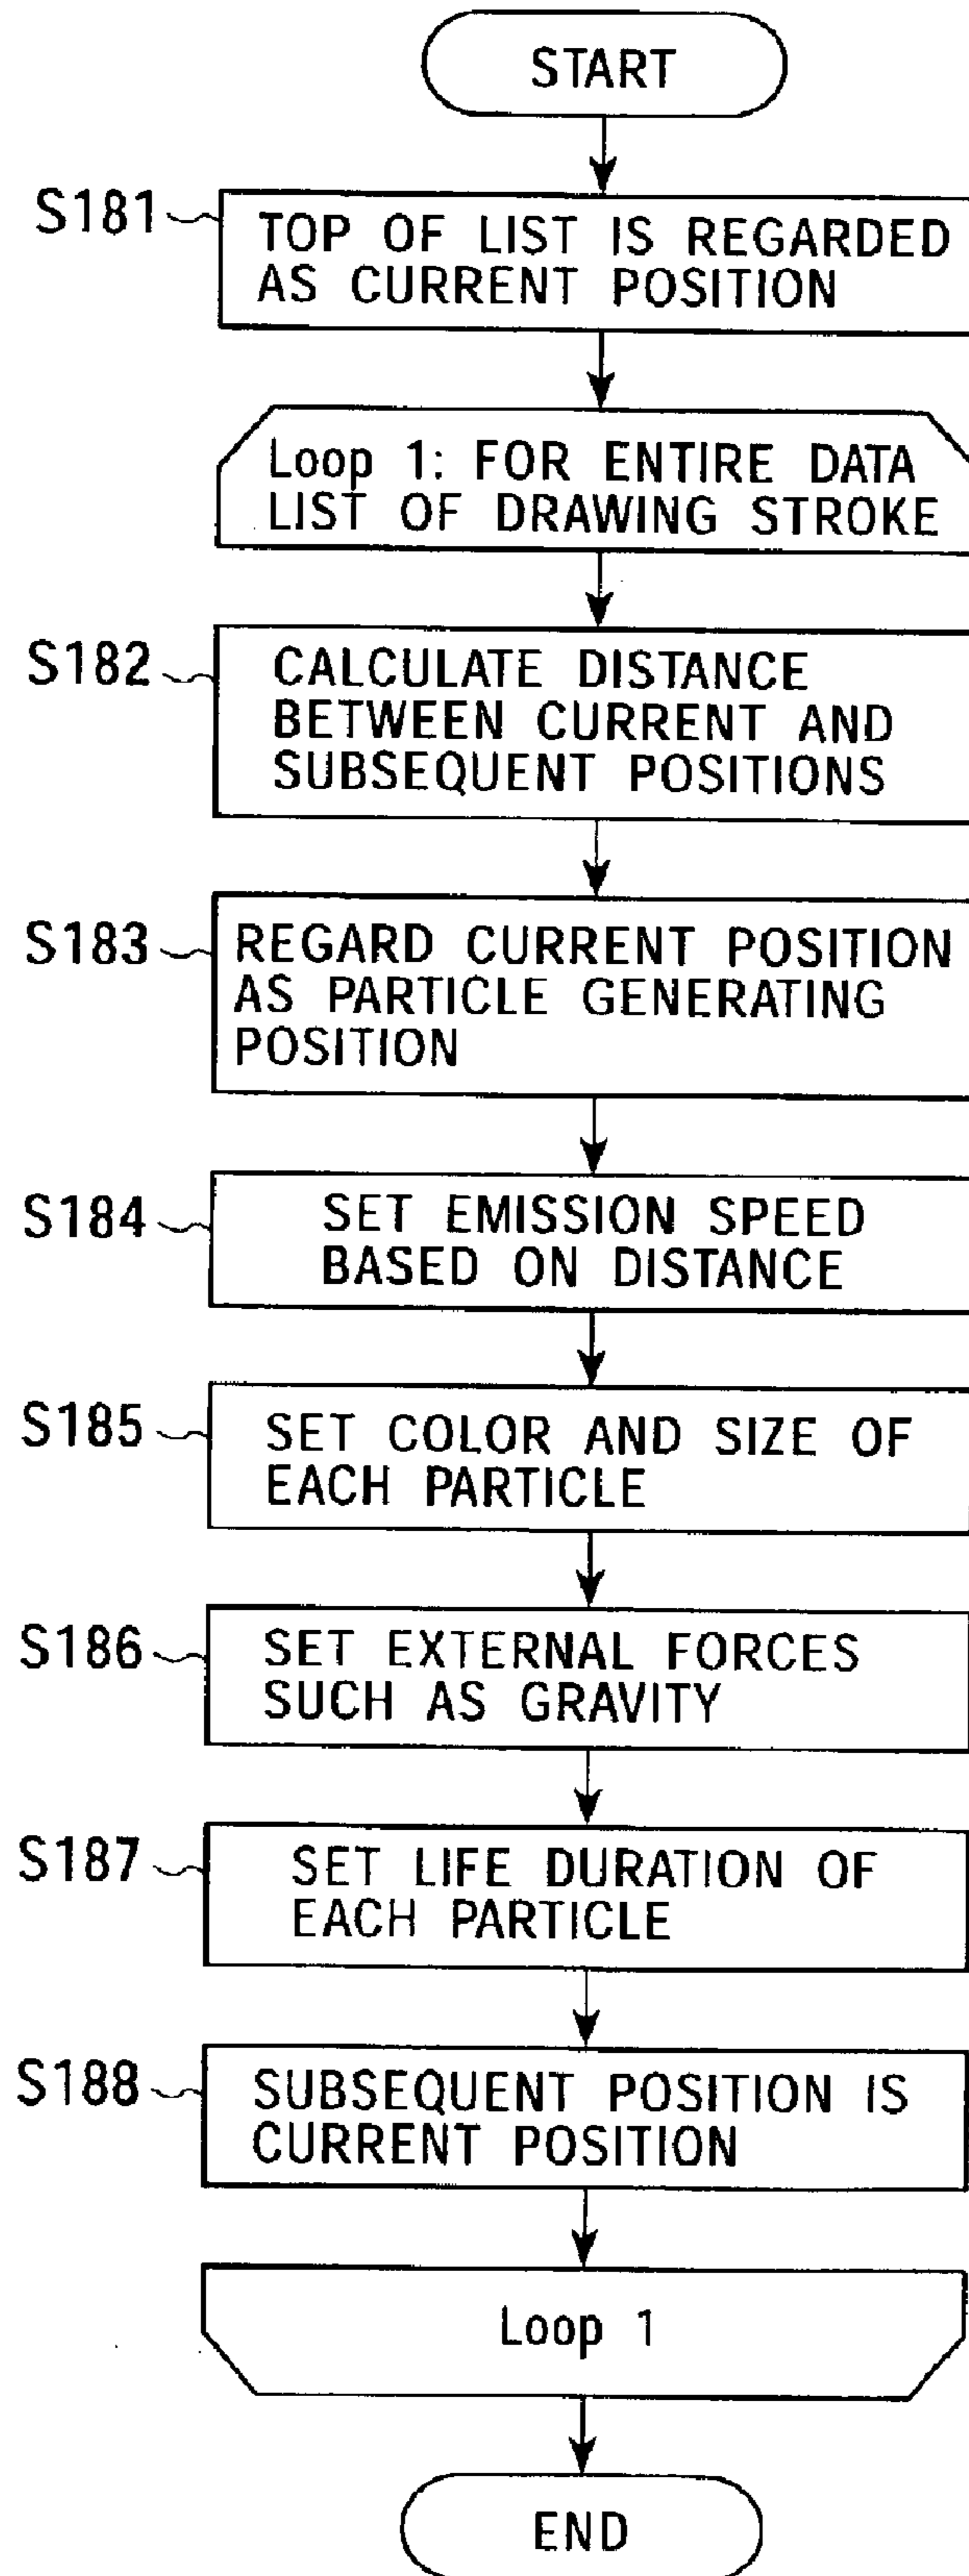 START
S181
TOP OF LIST IS REGARDED
AS CURRENT POSITION
Loop 1: FOR ENTIRE DATA
LIST OF DRAWING STROKE
S182
CALCULATE DISTANCE
BETWEEN CURRENT AND
SUBSEQUENT POSITIONS
S183
REGARD CURRENT POSITION
AS PARTICLE GENERATING
POSITION
S184
SET EMISSION SPEED
BASED ON DISTANCE
S185
SET COLOR AND SIZE OF
EACH PARTICLE
S186
SET EXTERNAL FORCES
SUCH AS GRAVITY
S187
SET LIFE DURATION OF
EACH PARTICLE
S188
SUBSEQUENT POSITION IS
CURRENT POSITION
Loop 1
END